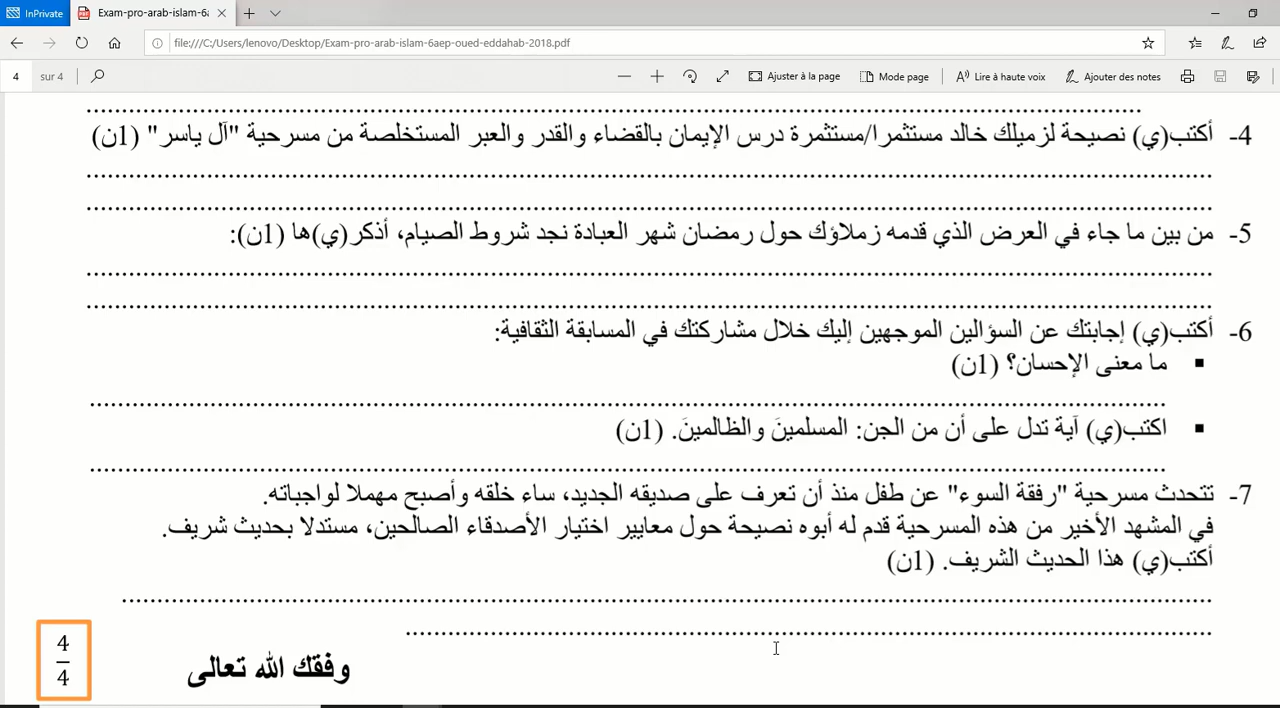 InPrivate
Exam-pro-arab-islam-6a
file:///C:/Users/lenovo/Desktop/Exam-pro-arab-islam-6aep-oued-eddahab-2018.pdf
4 sur 4 Ajuster à la page Mode page Lire à haute voix Ajouter des notes
4- أكتب(ي) نصيحة لزميلك خالد مستثمرا/مستثمرة درس الإيمان بالقضاء والقدر والعبر المستخلصة من مسرحية "آل ياسر" (1ن)
5- من بين ما جاء في العرض الذي قدمه زملاؤك حول رمضان شهر العبادة نجد شروط الصيام، أذكر(ي)ها (1ن):
6- أكتب(ي) إجابتك عن السؤالين الموجهين إليك خلال مشاركتك في المسابقة الثقافية:
▪ ما معنى الإحسان؟ (1ن)
▪ اكتب(ي) آية تدل على أن من الجن: المسلمينَ والظالمينَ. (1ن)
7- تتحدث مسرحية "رفقة السوء" عن طفل منذ أن تعرف على صديقه الجديد، ساء خلقه وأصبح مهملا لواجباته.
في المشهد الأخير من هذه المسرحية قدم له أبوه نصيحة حول معايير اختيار الأصدقاء الصالحين، مستدلا بحديث شريف.
أكتب(ي) هذا الحديث الشريف. (1ن)
4
4
وفقك الله تعالى